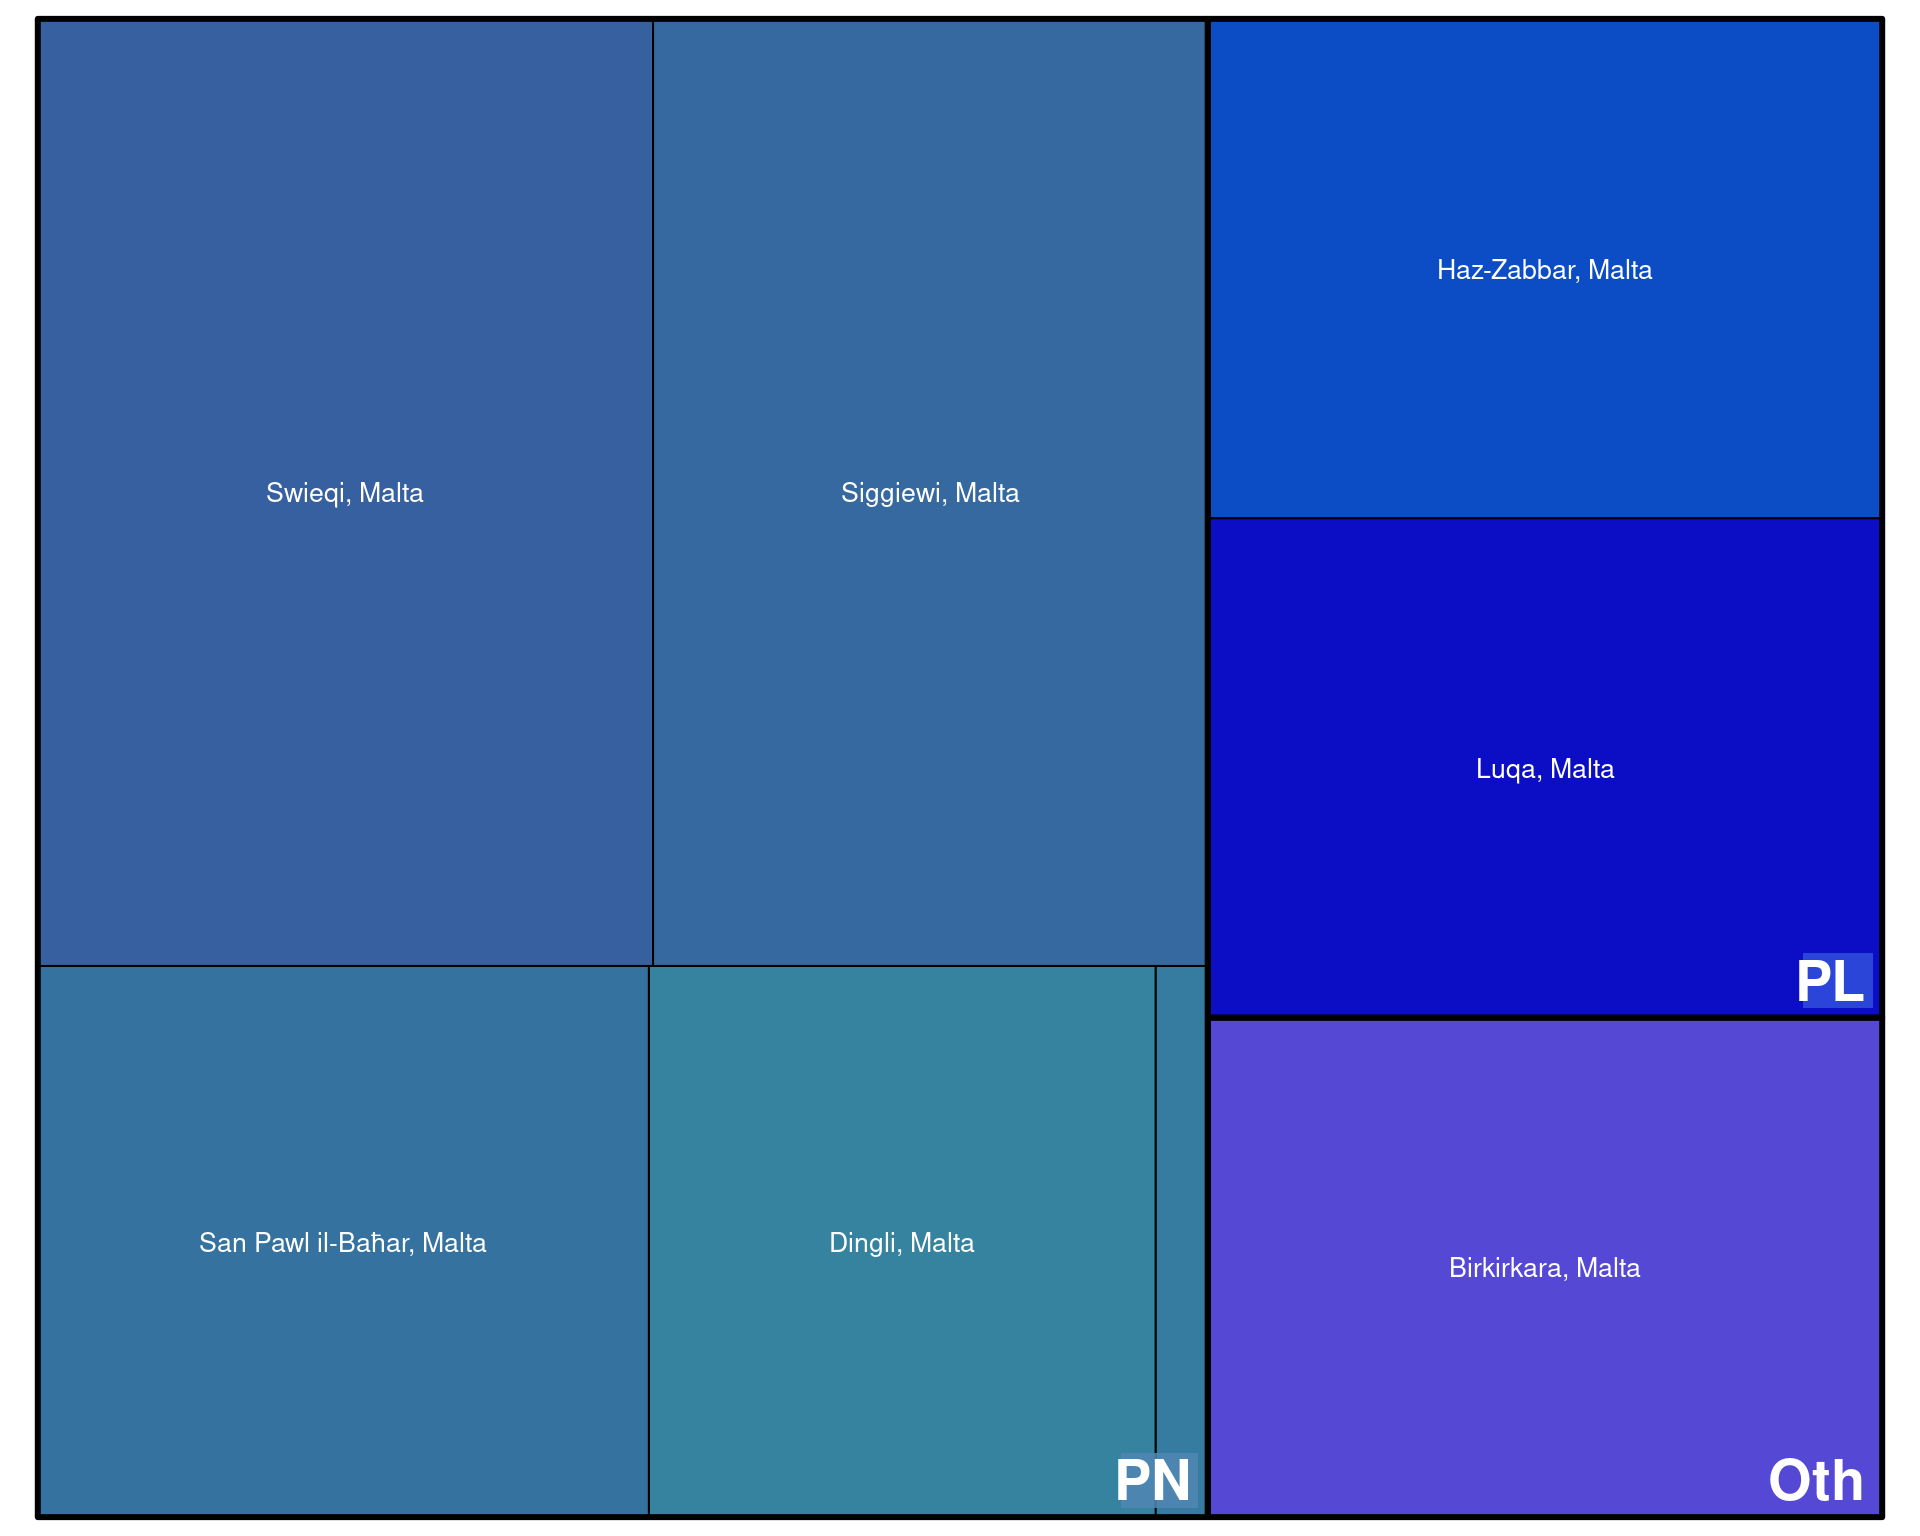 Swieqi, Malta
Siggiewi, Malta
Haz-Zabbar, Malta
Luqa, Malta
PL
San Pawl il-Baħar, Malta
Dingli, Malta
PN
Birkirkara, Malta
Oth